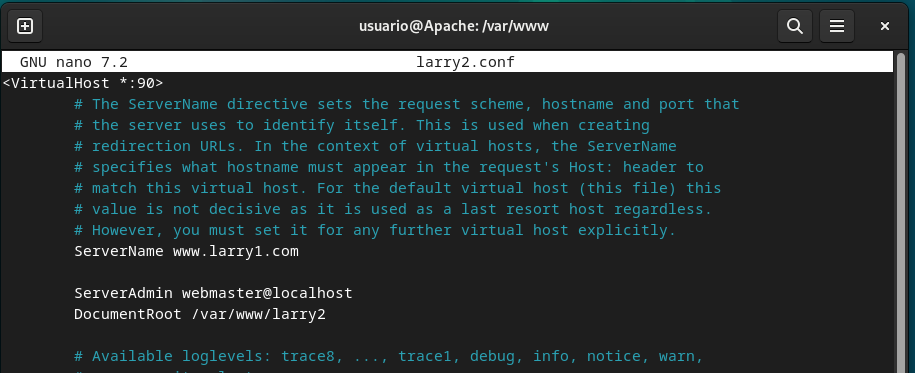 usuario@Apache: /var/www
GNU nano 7.2 larry2.conf
<VirtualHost *:90>
# The ServerName directive sets the request scheme, hostname and port that
# the server uses to identify itself. This is used when creating
# redirection URLs. In the context of virtual hosts, the ServerName
# specifies what hostname must appear in the request's Host: header to
# match this virtual host. For the default virtual host (this file) this
# value is not decisive as it is used as a last resort host regardless.
# However, you must set it for any further virtual host explicitly.
ServerName www.larry1.com
ServerAdmin webmaster@localhost
DocumentRoot /var/www/larry2
# Available loglevels: trace8, ..., trace1, debug, info, notice, warn,